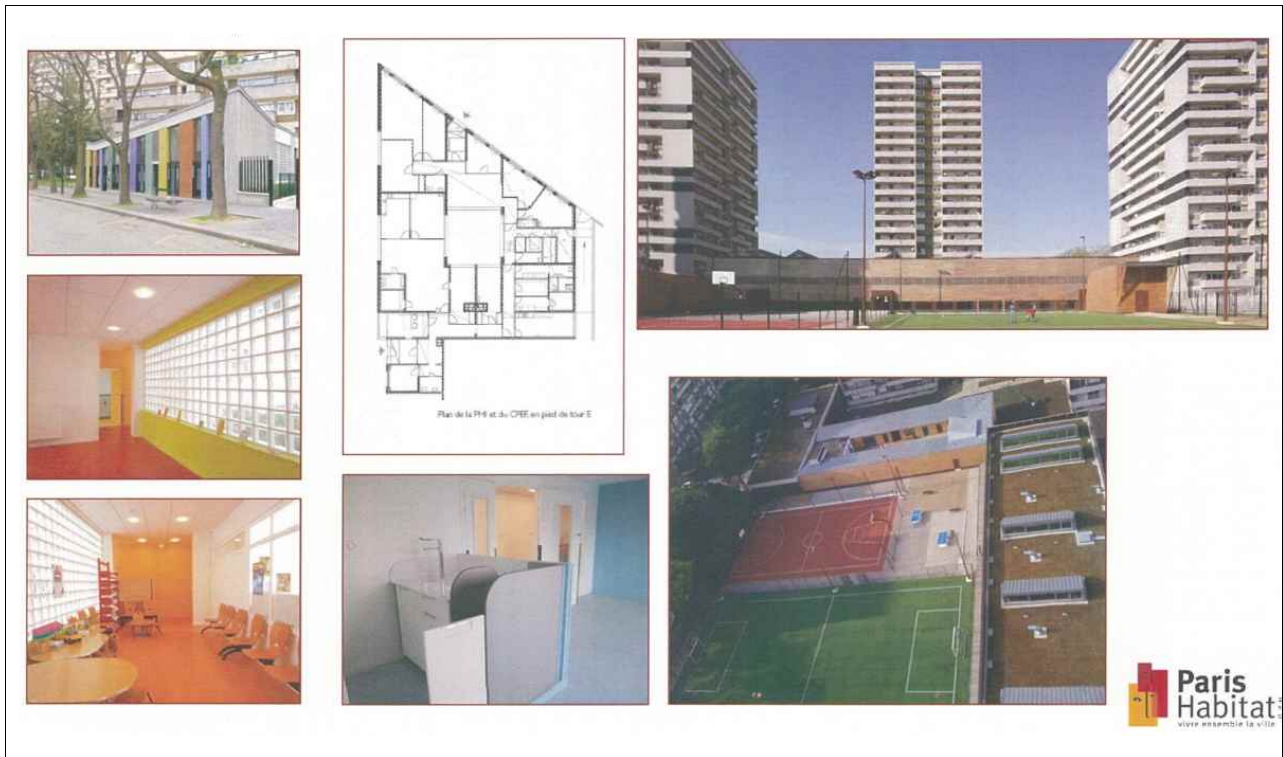 Plan de la PMI et du CPEF, en pied de tour E
Paris
Habitat
vivre ensemble la ville